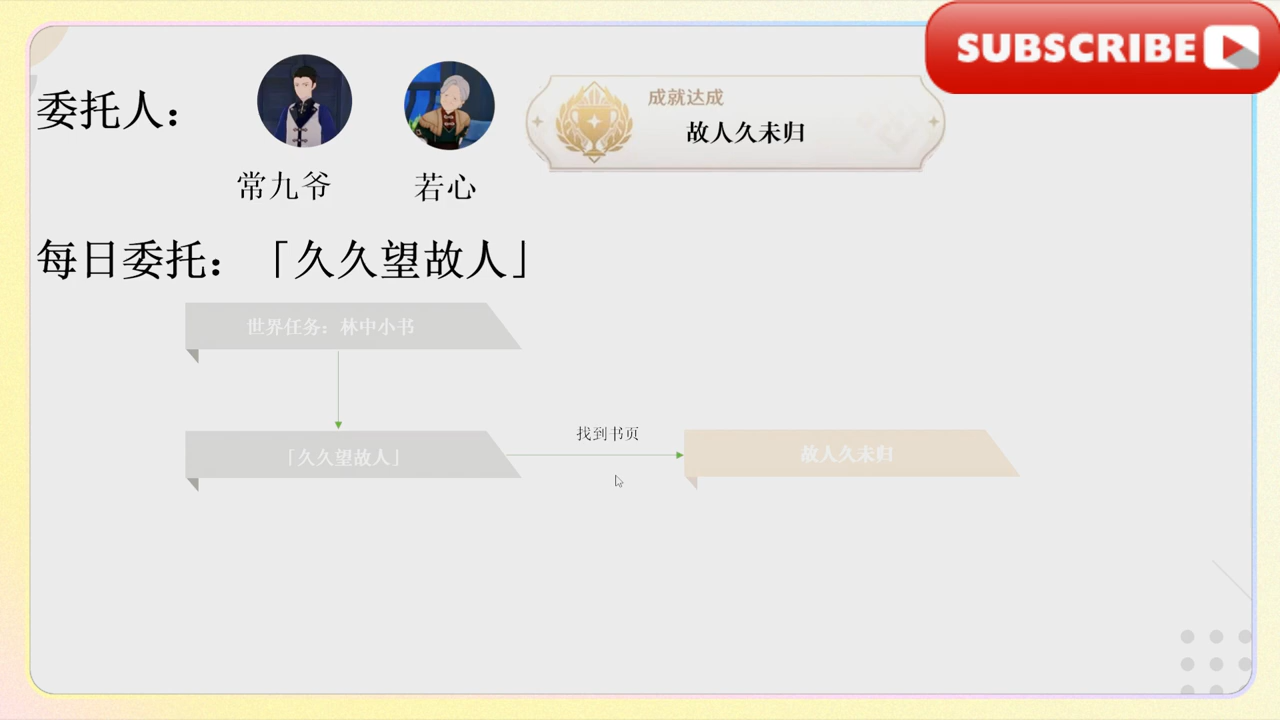 SUBSCRIBE
委托人：
成就达成
故人久未归
常九爷
若心
每日委托：「久久望故人」
世界任务：林中小书
找到书页
「久久望故人」
故人久未归